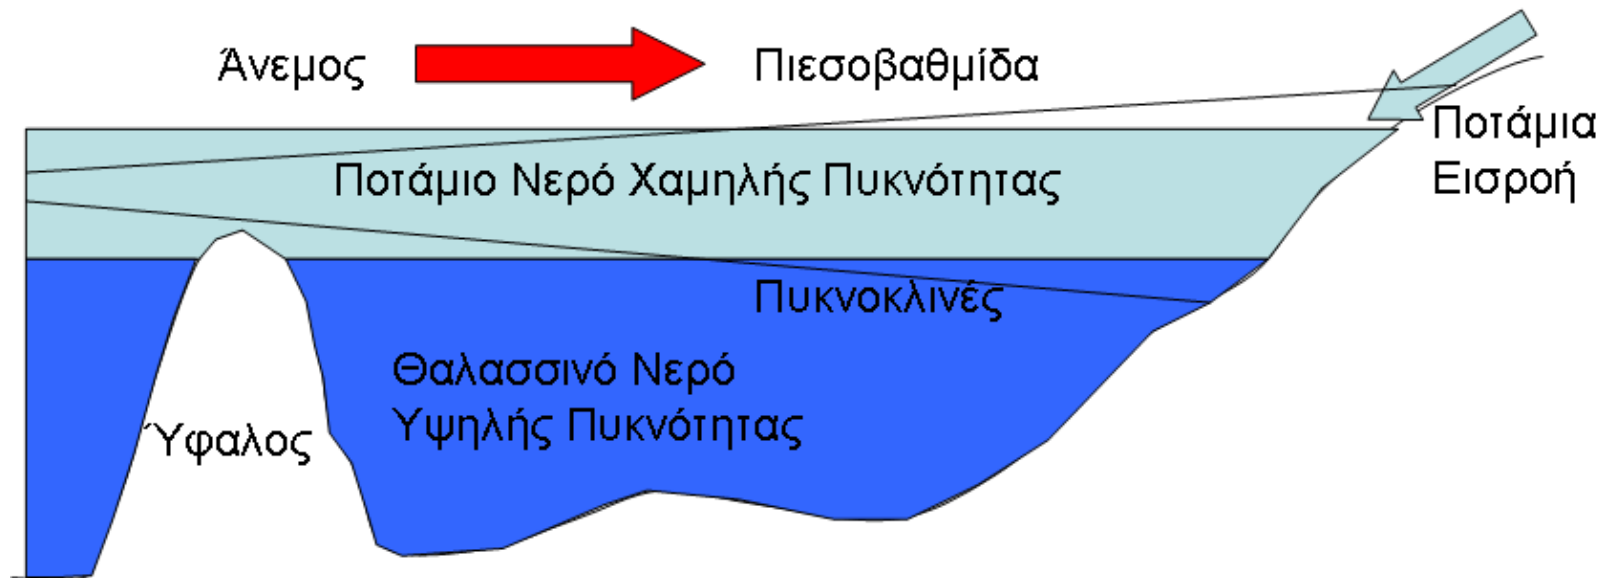 Άνεμος
Πιεσοβαθμίδα
Ποτάμια
Εισροή
Ποτάμιο Νερό Χαμηλής Πυκνότητας
Πυκνοκλινές
Θαλασσινό Νερό
Υψηλής Πυκνότητας
Ύφαλος